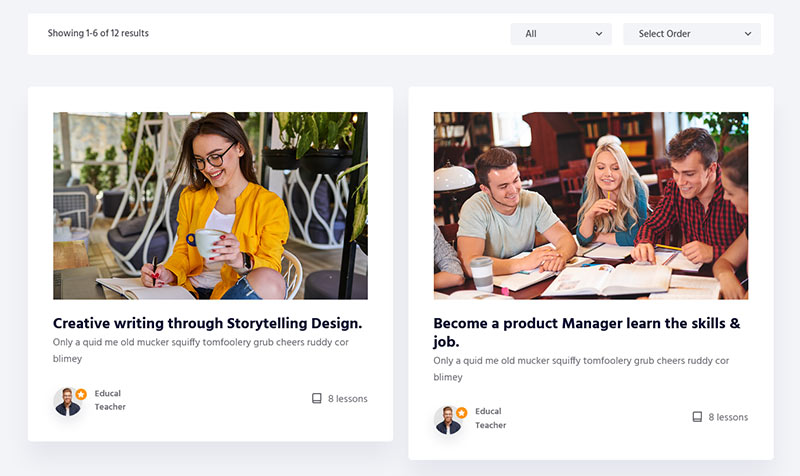 Showing 1-6 of 12 results
All
Select Order
Creative writing through Storytelling Design.
Only a quid me old mucker squiffy tomfoolery grub cheers ruddy cor
blimey
Educal
Teacher
8 lessons
Become a product Manager learn the skills &
job.
Only a quid me old mucker squiffy tomfoolery grub cheers ruddy cor
blimey
Educal
Teacher
8 lessons